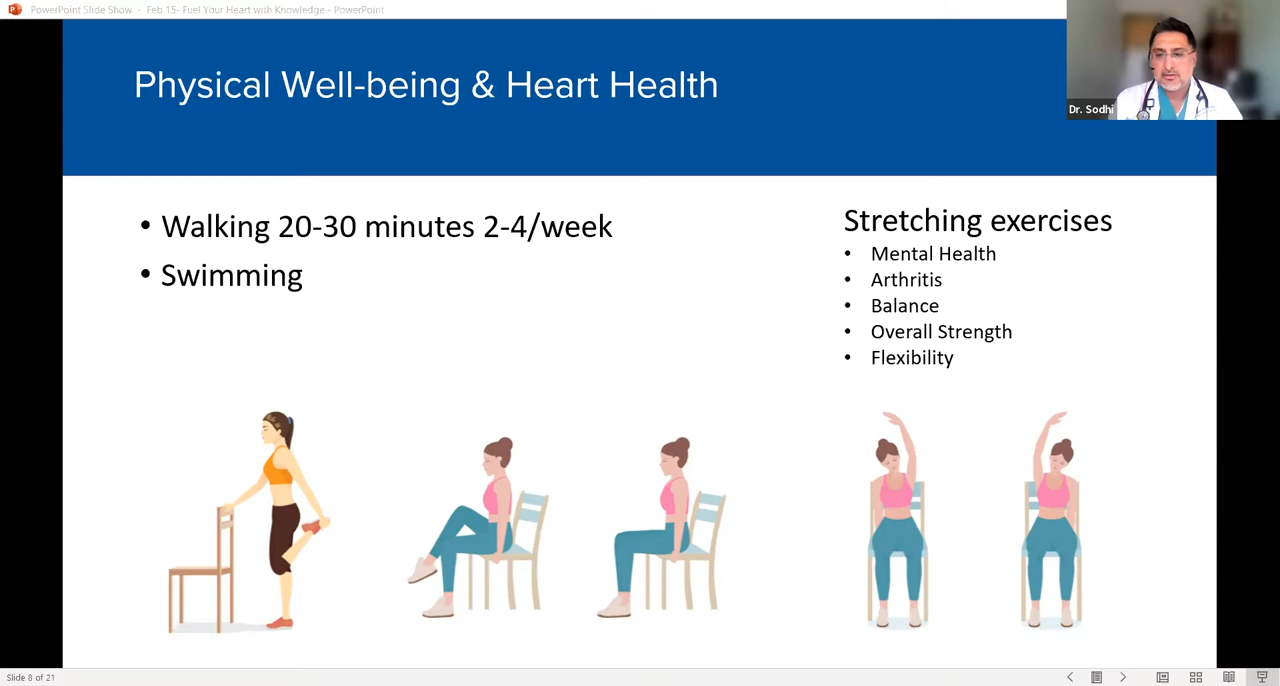 PowerPoint Slide Show - Feb 15- Fuel Your Heart with Knowledge - PowerPoint
Physical Well-being & Heart Health
Dr. Sodhi
• Walking 20-30 minutes 2-4/week
• Swimming
Stretching exercises
• Mental Health
• Arthritis
• Balance
• Overall Strength
• Flexibility
Slide 8 of 21